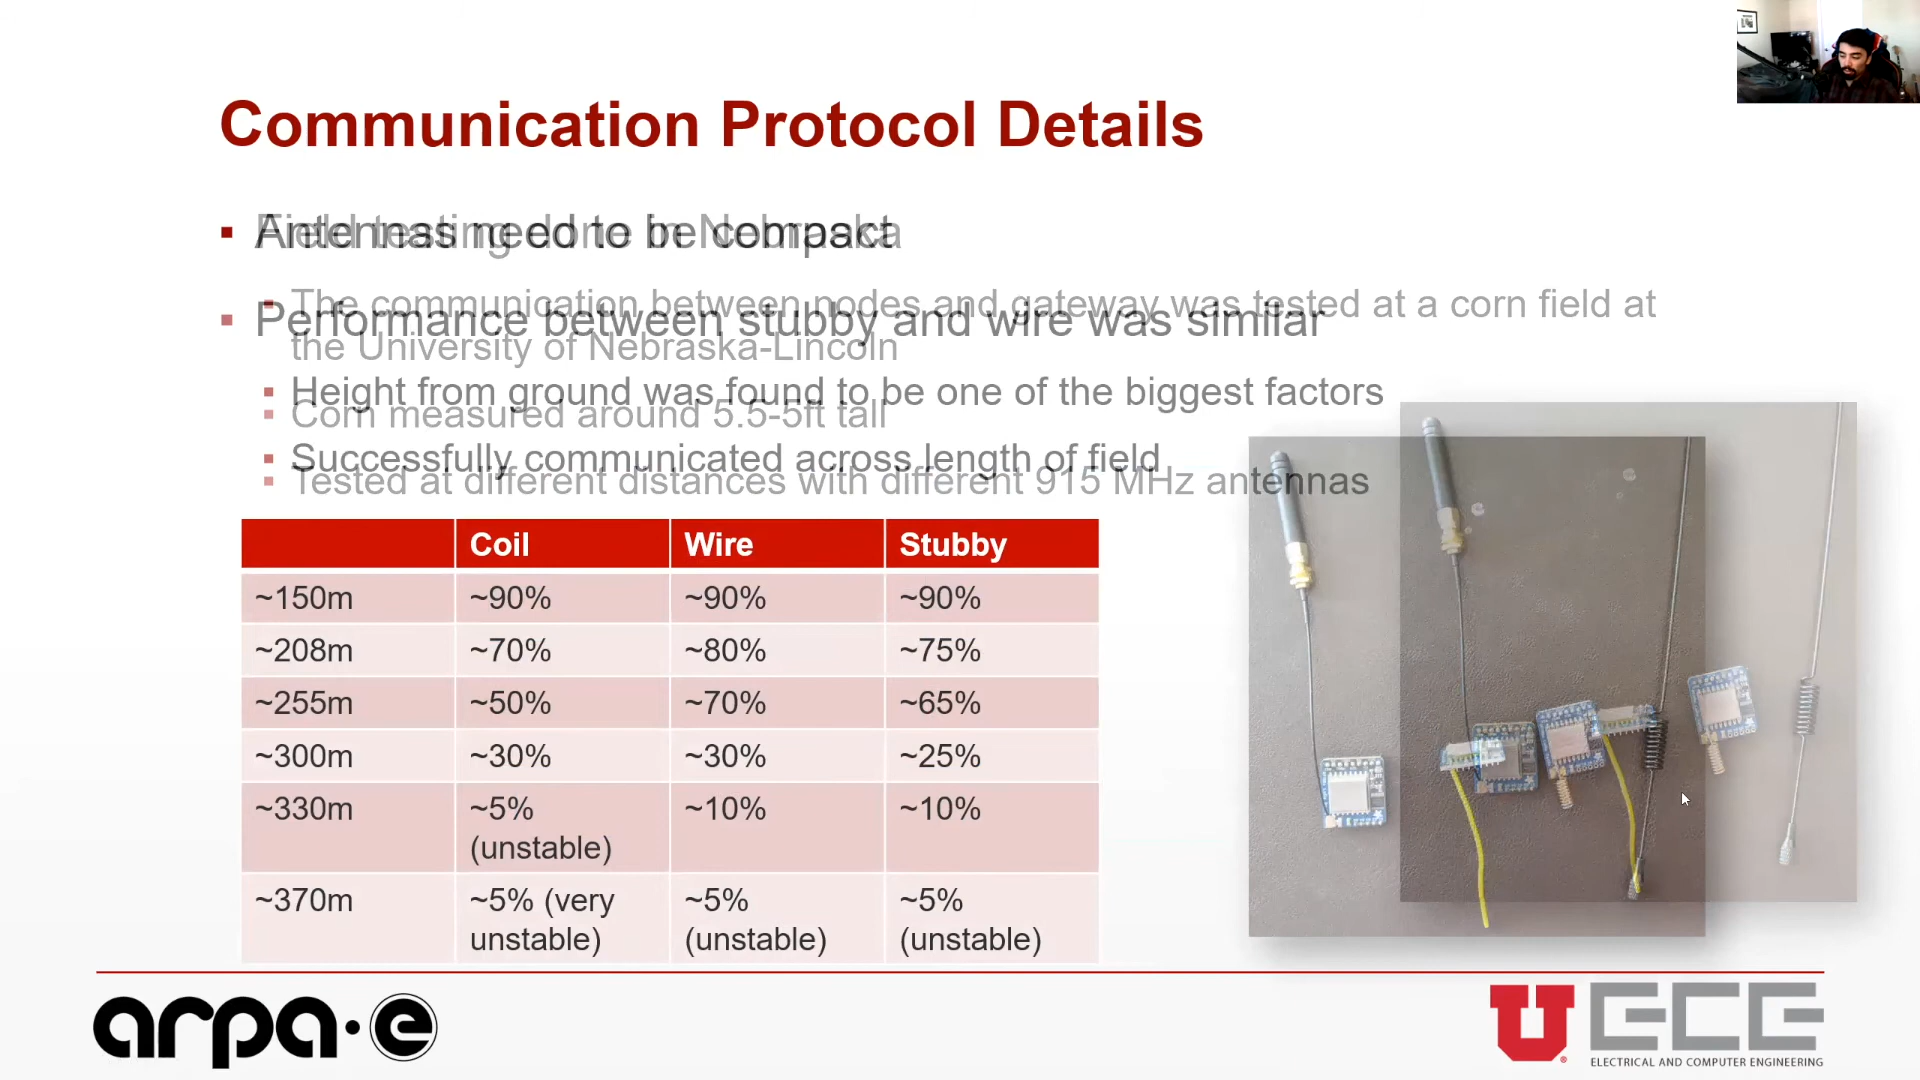 Communication Protocol Details
Antennas need to be compact
Field testing done in Nebraska
The communication between nodes and gateway was tested at a corn field at
Performance between stubby and wire was similar
the University of Nebraska-Lincoln
Height from ground was found to be one of the biggest factors
Corn measured around 5.5-5ft tall
Successfully communicated across length of field
Tested at different distances with different 915 MHz antennas
Coil Wire Stubby
~150m ~90% ~90% ~90%
~208m ~70% ~80% ~75%
~255m ~50% ~70% ~65%
~300m ~30% ~30% ~25%
~330m ~5% ~10% ~10%
(unstable)
~370m ~5% (very ~5% ~5%
unstable) (unstable) (unstable)
arpa·e
U ECE
ELECTRICAL AND COMPUTER ENGINEERING